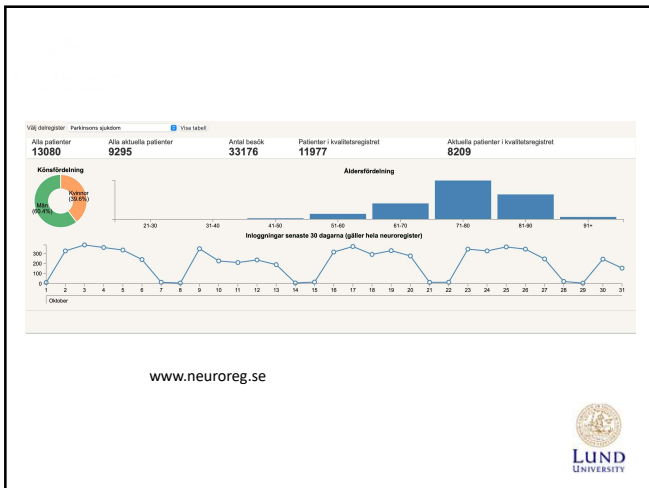 Välj delregister Parkinsons sjukdom Visa tabell
Alla patienter Alla aktuella patienter Antal besök Patienter i kvalitetsregistret Aktuella patienter i kvalitetsregistret
13080 9295 33176 11977 8209
Könsfördelning Åldersfördelning
Kvinnor
(39.6%)
Män
(60.4%)
21-30 31-40 41-50 51-60 61-70 71-80 81-90 91+
Inloggningar senaste 30 dagarna (gäller hela neuroregister)
300
200
100
0
1 2 3 4 5 6 7 8 9 10 11 12 13 14 15 16 17 18 19 20 21 22 23 24 25 26 27 28 29 30 31
Oktober
www.neuroreg.se
LUND
UNIVERSITY